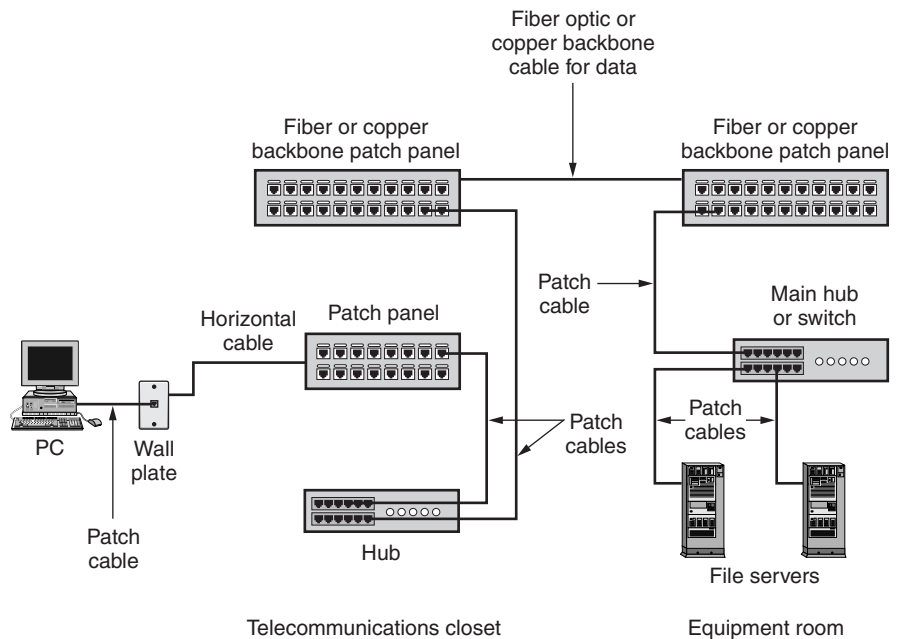 Fiber optic or
copper backbone
cable for data
Fiber or copper
backbone patch panel
Fiber or copper
backbone patch panel
Patch
cable
Main hub
or switch
Horizontal
cable
Patch panel
Patch
cables
Patch
cables
PC
Wall
plate
Patch
cable
Hub
File servers
Telecommunications closet
Equipment room